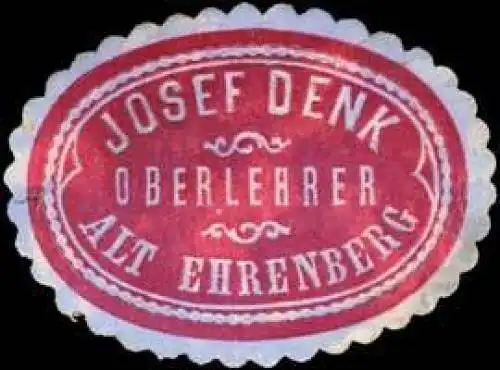 JOSEF DENK
OBERLEHRER
ALT EHRENBERG